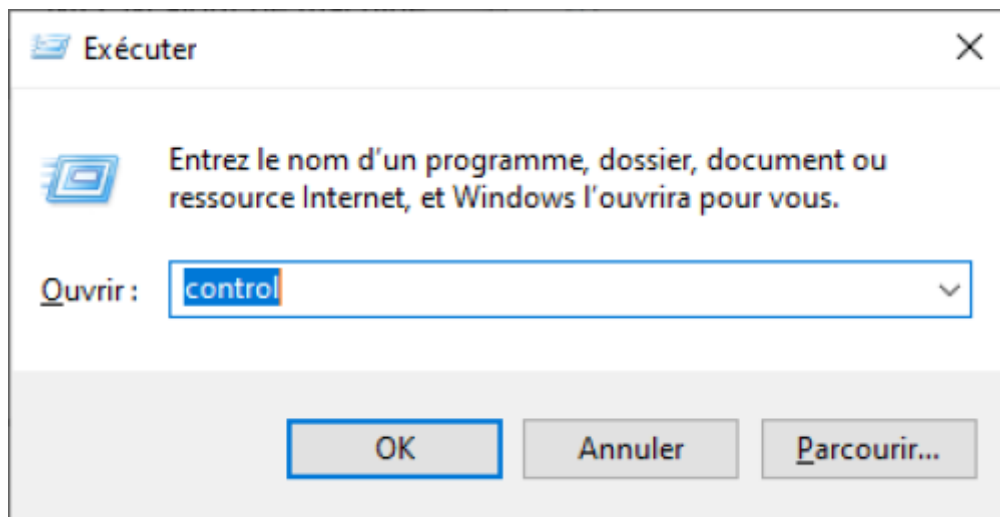 Exécuter
Entrez le nom d'un programme, dossier, document ou
ressource Internet, et Windows l'ouvrira pour vous.
Ouvrir :
control
OK
Annuler
Parcourir...